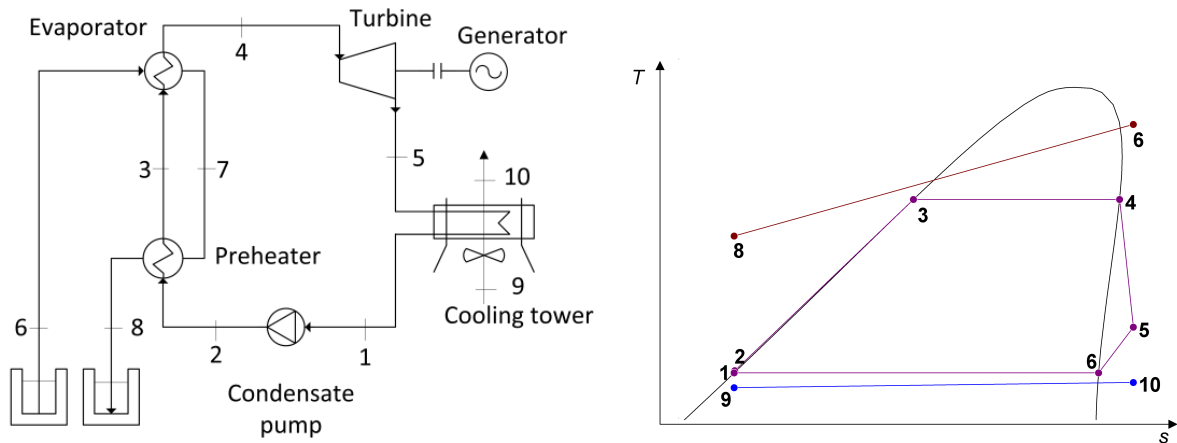 Turbine
Evaporator
Generator
4
3
7
5
10
Preheater
9
Cooling tower
6
8
2
1
Condensate
pump
T
6
3
4
8
5
2
1
6
9
10
s